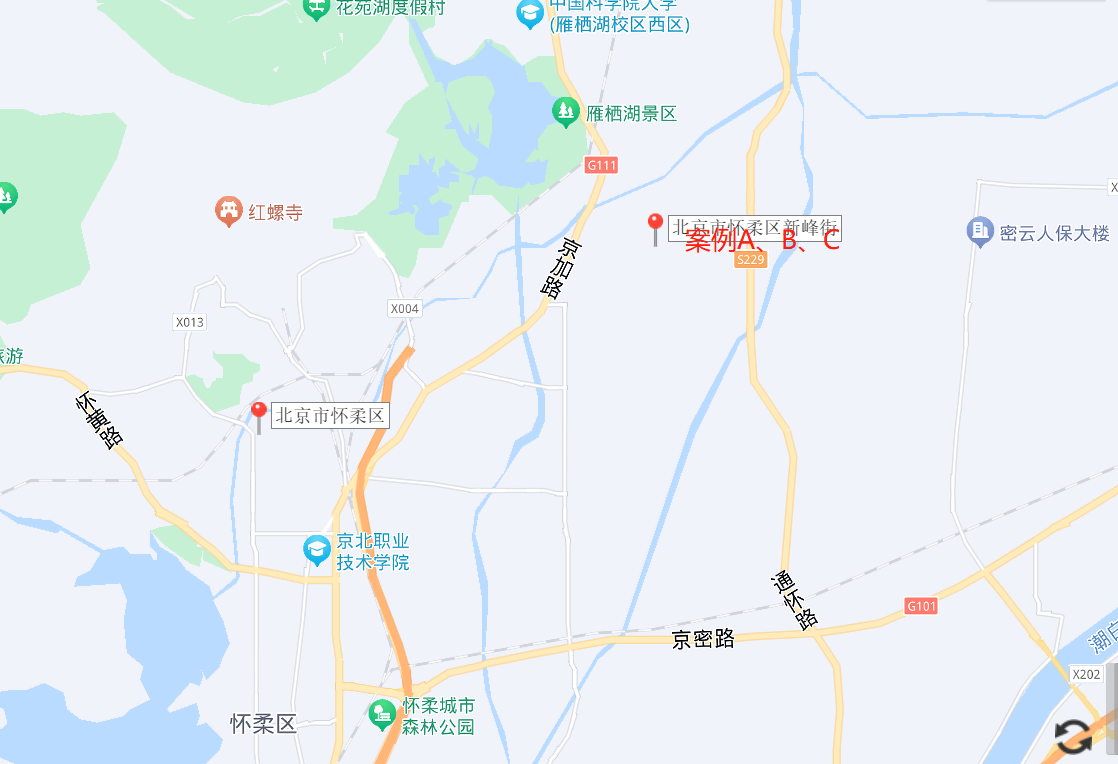 花苑湖度假村
中国科学院大学
(雁栖湖校区西区)
雁栖湖景区
G111
X
红螺寺
北京市怀柔区新峰街
案例A、B、C
密云人保大楼
京加路
S229
X004
X013
旅游
怀黄路
北京市怀柔区
京北职业
技术学院
通怀路
G101
京密路
潮白
X202
怀柔城市
森林公园
怀柔区